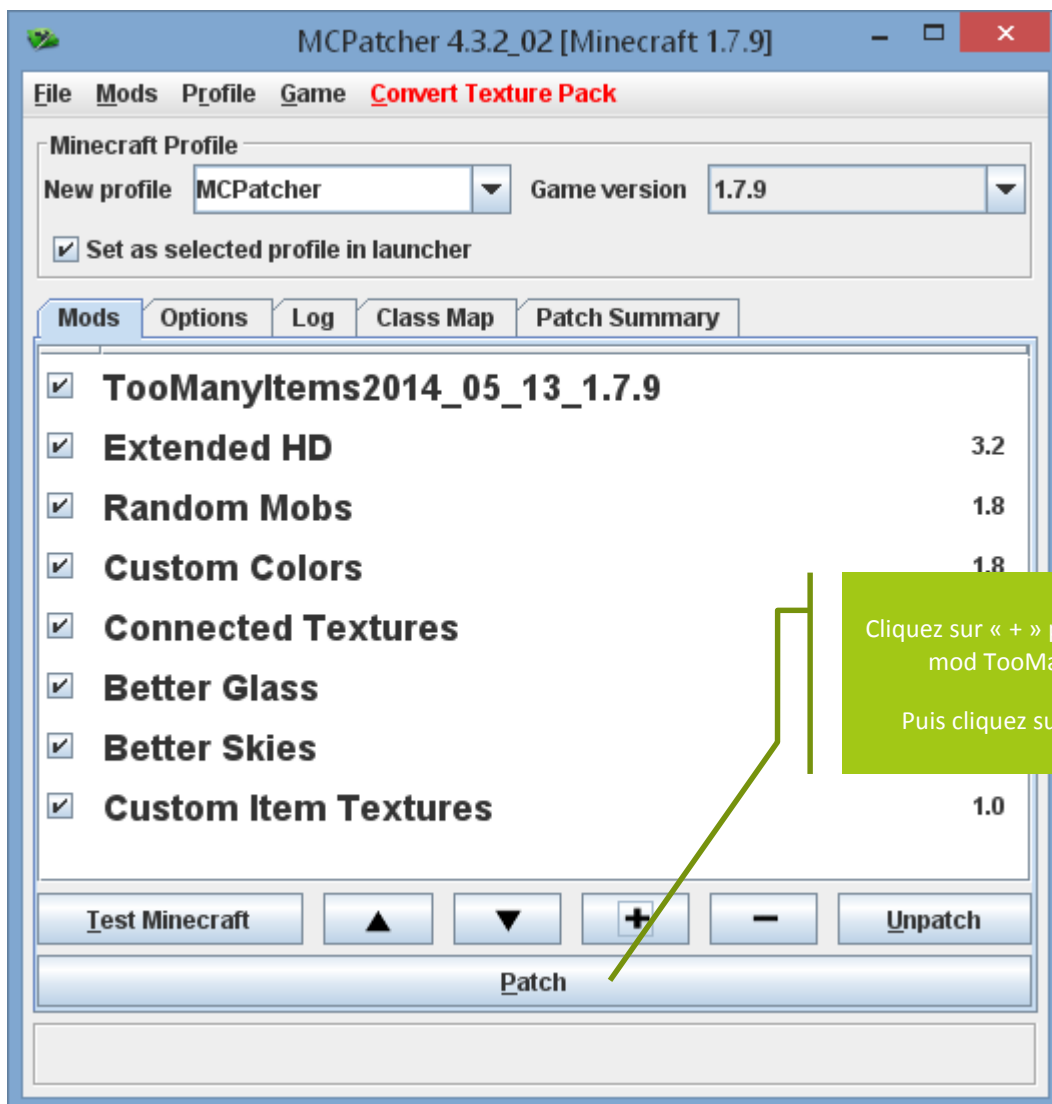 MCPatcher 4.3.2_02 [Minecraft 1.7.9]
File Mods Profile Game Convert Texture Pack
Minecraft Profile
New profile MCPatcher Game version 1.7.9
Set as selected profile in launcher
Mods Options Log Class Map Patch Summary
TooManyItems2014_05_13_1.7.9
Extended HD 3.2
Random Mobs 1.8
Custom Colors 1.8
Connected Textures
Better Glass
Better Skies
Custom Item Textures 1.0
Cliquez sur « + »
mod
Puis cliquez
Test Minecraft ▲ ▼ + − Unpatch
Patch